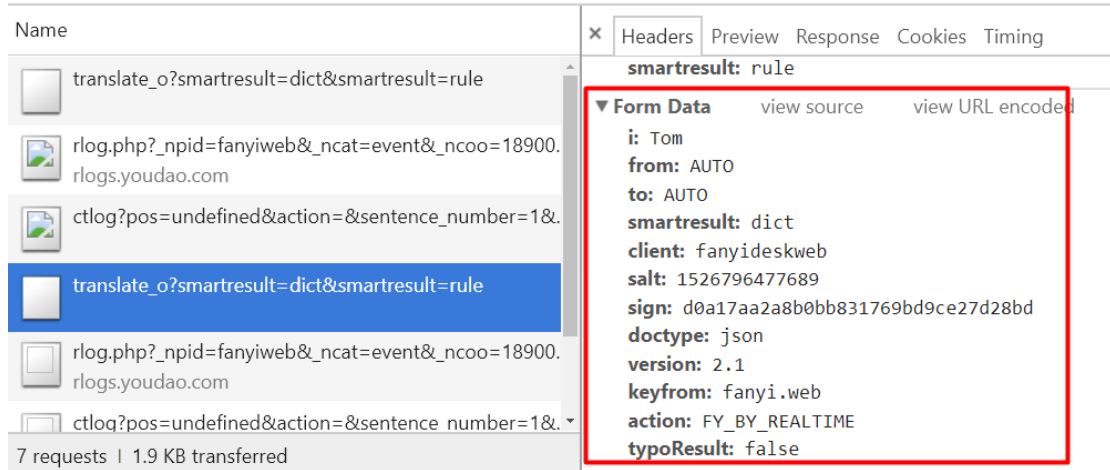 Name
translate_o?smartresult=dict&smartresult=rule
rlog.php?_npid=fanyiweb&_ncat=event&_ncoo=18900.
rlogs.youdao.com
ctlog?pos=undefined&action=&sentence_number=1&.
translate_o?smartresult=dict&smartresult=rule
rlog.php?_npid=fanyiweb&_ncat=event&_ncoo=18900.
rlogs.youdao.com
ctlog?pos=undefined&action=&sentence_number=1&.
7 requests | 1.9 KB transferred
× Headers Preview Response Cookies Timing
smartresult: rule
▼ Form Data view source view URL encoded
i: Tom
from: AUTO
to: AUTO
smartresult: dict
client: fanyideskweb
salt: 1526796477689
sign: d0a17aa2a8b0bb831769bd9ce27d28bd
doctype: json
version: 2.1
keyfrom: fanyi.web
action: FY_BY_REALTIME
typoResult: false